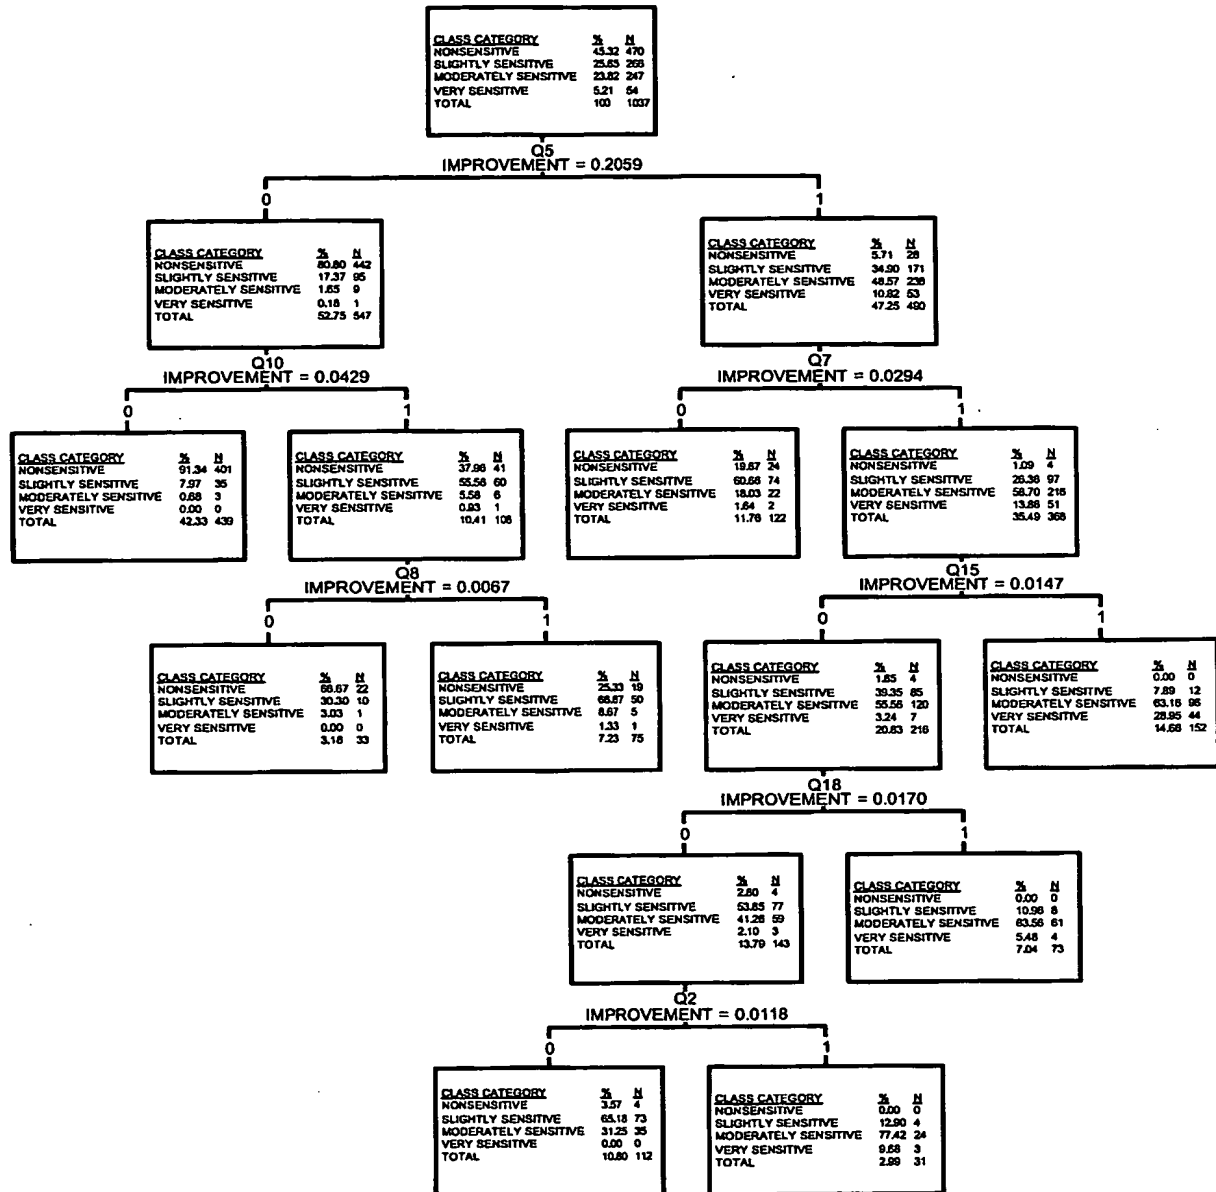 CLASS CATEGORY % N
NONSENSITIVE 45.32 470
SLIGHTLY SENSITIVE 25.65 266
MODERATELY SENSITIVE 23.82 247
VERY SENSITIVE 5.21 54
TOTAL 100 1037
Q5
IMPROVEMENT = 0.2059
0 1
CLASS CATEGORY % N
NONSENSITIVE 80.80 442
SLIGHTLY SENSITIVE 17.37 95
MODERATELY SENSITIVE 1.65 9
VERY SENSITIVE 0.18 1
TOTAL 52.75 547
CLASS CATEGORY % N
NONSENSITIVE 5.71 28
SLIGHTLY SENSITIVE 34.90 171
MODERATELY SENSITIVE 48.57 238
VERY SENSITIVE 10.82 53
TOTAL 47.25 490
Q10
IMPROVEMENT = 0.0429
0 1
Q7
IMPROVEMENT = 0.0294
0 1
CLASS CATEGORY % N
NONSENSITIVE 91.34 401
SLIGHTLY SENSITIVE 7.97 35
MODERATELY SENSITIVE 0.68 3
VERY SENSITIVE 0.00 0
TOTAL 42.33 439
CLASS CATEGORY % N
NONSENSITIVE 37.96 41
SLIGHTLY SENSITIVE 55.56 60
MODERATELY SENSITIVE 5.56 6
VERY SENSITIVE 0.93 1
TOTAL 10.41 108
CLASS CATEGORY % N
NONSENSITIVE 19.67 24
SLIGHTLY SENSITIVE 60.66 74
MODERATELY SENSITIVE 18.03 22
VERY SENSITIVE 1.64 2
TOTAL 11.76 122
CLASS CATEGORY % N
NONSENSITIVE 1.09 4
SLIGHTLY SENSITIVE 26.36 97
MODERATELY SENSITIVE 58.70 216
VERY SENSITIVE 13.86 51
TOTAL 35.49 368
Q8
IMPROVEMENT = 0.0067
0 1
Q15
IMPROVEMENT = 0.0147
0 1
CLASS CATEGORY % N
NONSENSITIVE 66.67 22
SLIGHTLY SENSITIVE 30.30 10
MODERATELY SENSITIVE 3.03 1
VERY SENSITIVE 0.00 0
TOTAL 3.18 33
CLASS CATEGORY % N
NONSENSITIVE 25.33 19
SLIGHTLY SENSITIVE 66.67 50
MODERATELY SENSITIVE 6.67 5
VERY SENSITIVE 1.33 1
TOTAL 7.23 75
CLASS CATEGORY % N
NONSENSITIVE 1.85 4
SLIGHTLY SENSITIVE 39.35 85
MODERATELY SENSITIVE 55.56 120
VERY SENSITIVE 3.24 7
TOTAL 20.83 216
CLASS CATEGORY % N
NONSENSITIVE 0.00 0
SLIGHTLY SENSITIVE 7.89 12
MODERATELY SENSITIVE 63.16 96
VERY SENSITIVE 28.95 44
TOTAL 14.66 152
Q18
IMPROVEMENT = 0.0170
0 1
CLASS CATEGORY % N
NONSENSITIVE 2.80 4
SLIGHTLY SENSITIVE 53.85 77
MODERATELY SENSITIVE 41.26 59
VERY SENSITIVE 2.10 3
TOTAL 13.79 143
CLASS CATEGORY % N
NONSENSITIVE 0.00 0
SLIGHTLY SENSITIVE 10.96 8
MODERATELY SENSITIVE 63.56 61
VERY SENSITIVE 5.48 4
TOTAL 7.04 73
Q2
IMPROVEMENT = 0.0118
0 1
CLASS CATEGORY % N
NONSENSITIVE 3.57 4
SLIGHTLY SENSITIVE 65.18 73
MODERATELY SENSITIVE 31.25 35
VERY SENSITIVE 0.00 0
TOTAL 10.80 112
CLASS CATEGORY % N
NONSENSITIVE 0.00 0
SLIGHTLY SENSITIVE 12.90 4
MODERATELY SENSITIVE 77.42 24
VERY SENSITIVE 9.68 3
TOTAL 2.99 31